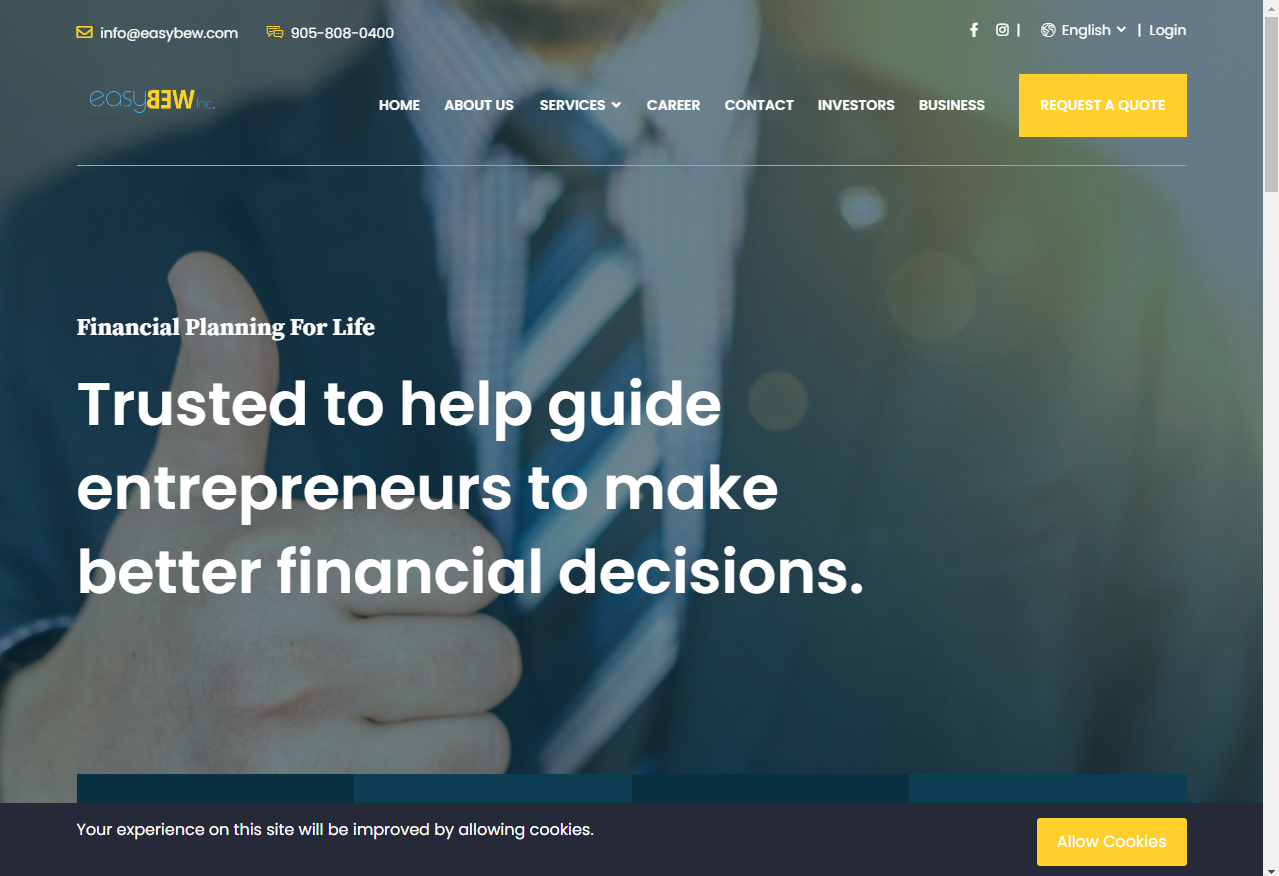 info@easybew.com 905-808-0400 | English | Login
easyBEW Inc.
HOME ABOUT US SERVICES CAREER CONTACT INVESTORS BUSINESS REQUEST A QUOTE
Financial Planning For Life
Trusted to help guide
entrepreneurs to make
better financial decisions.
Your experience on this site will be improved by allowing cookies.
Allow Cookies